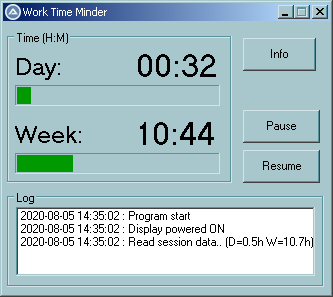 Work Time Minder
Time (H:M)
Day: 00:32
Info
Week: 10:44
Pause
Resume
Log
2020-08-05 14:35:02 : Program start
2020-08-05 14:35:02 : Display powered ON
2020-08-05 14:35:02 : Read session data.. (D=0.5h W=10.7h)